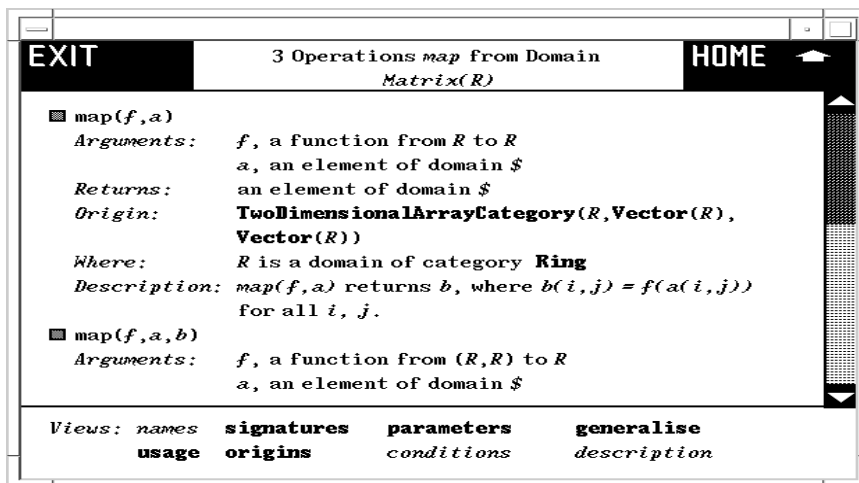 EXIT
3 Operations map from Domain
Matrix(R)
HOME
map(f,a)
Arguments: f, a function from R to R
a, an element of domain $
Returns: an element of domain $
Origin: TwoDimensionalArrayCategory(R,Vector(R),
Vector(R))
Where: R is a domain of category Ring
Description: map(f,a) returns b, where b(i,j) = f(a(i,j))
for all i, j.
map(f,a,b)
Arguments: f, a function from (R,R) to R
a, an element of domain $
Views: names signatures parameters generalise
usage origins conditions description